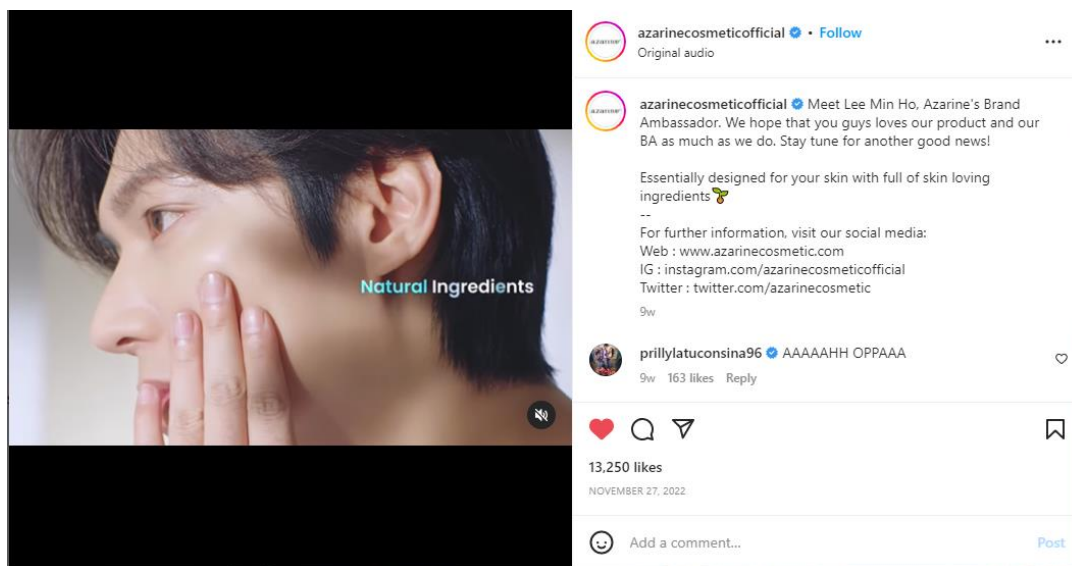 Natural Ingredients
azarinecosmeticofficial • Follow
Original audio
azarinecosmeticofficial Meet Lee Min Ho, Azarine's Brand
Ambassador. We hope that you guys loves our product and our
BA as much as we do. Stay tune for another good news!
Essentially designed for your skin with full of skin loving
ingredients
--
For further information, visit our social media:
Web : www.azarinecosmetic.com
IG : instagram.com/azarinecosmeticofficial
Twitter : twitter.com/azarinecosmetic
9w
prillylatuconsina96 AAAAAHH OPPAAA
9w 163 likes Reply
13,250 likes
NOVEMBER 27, 2022
Add a comment...
Post